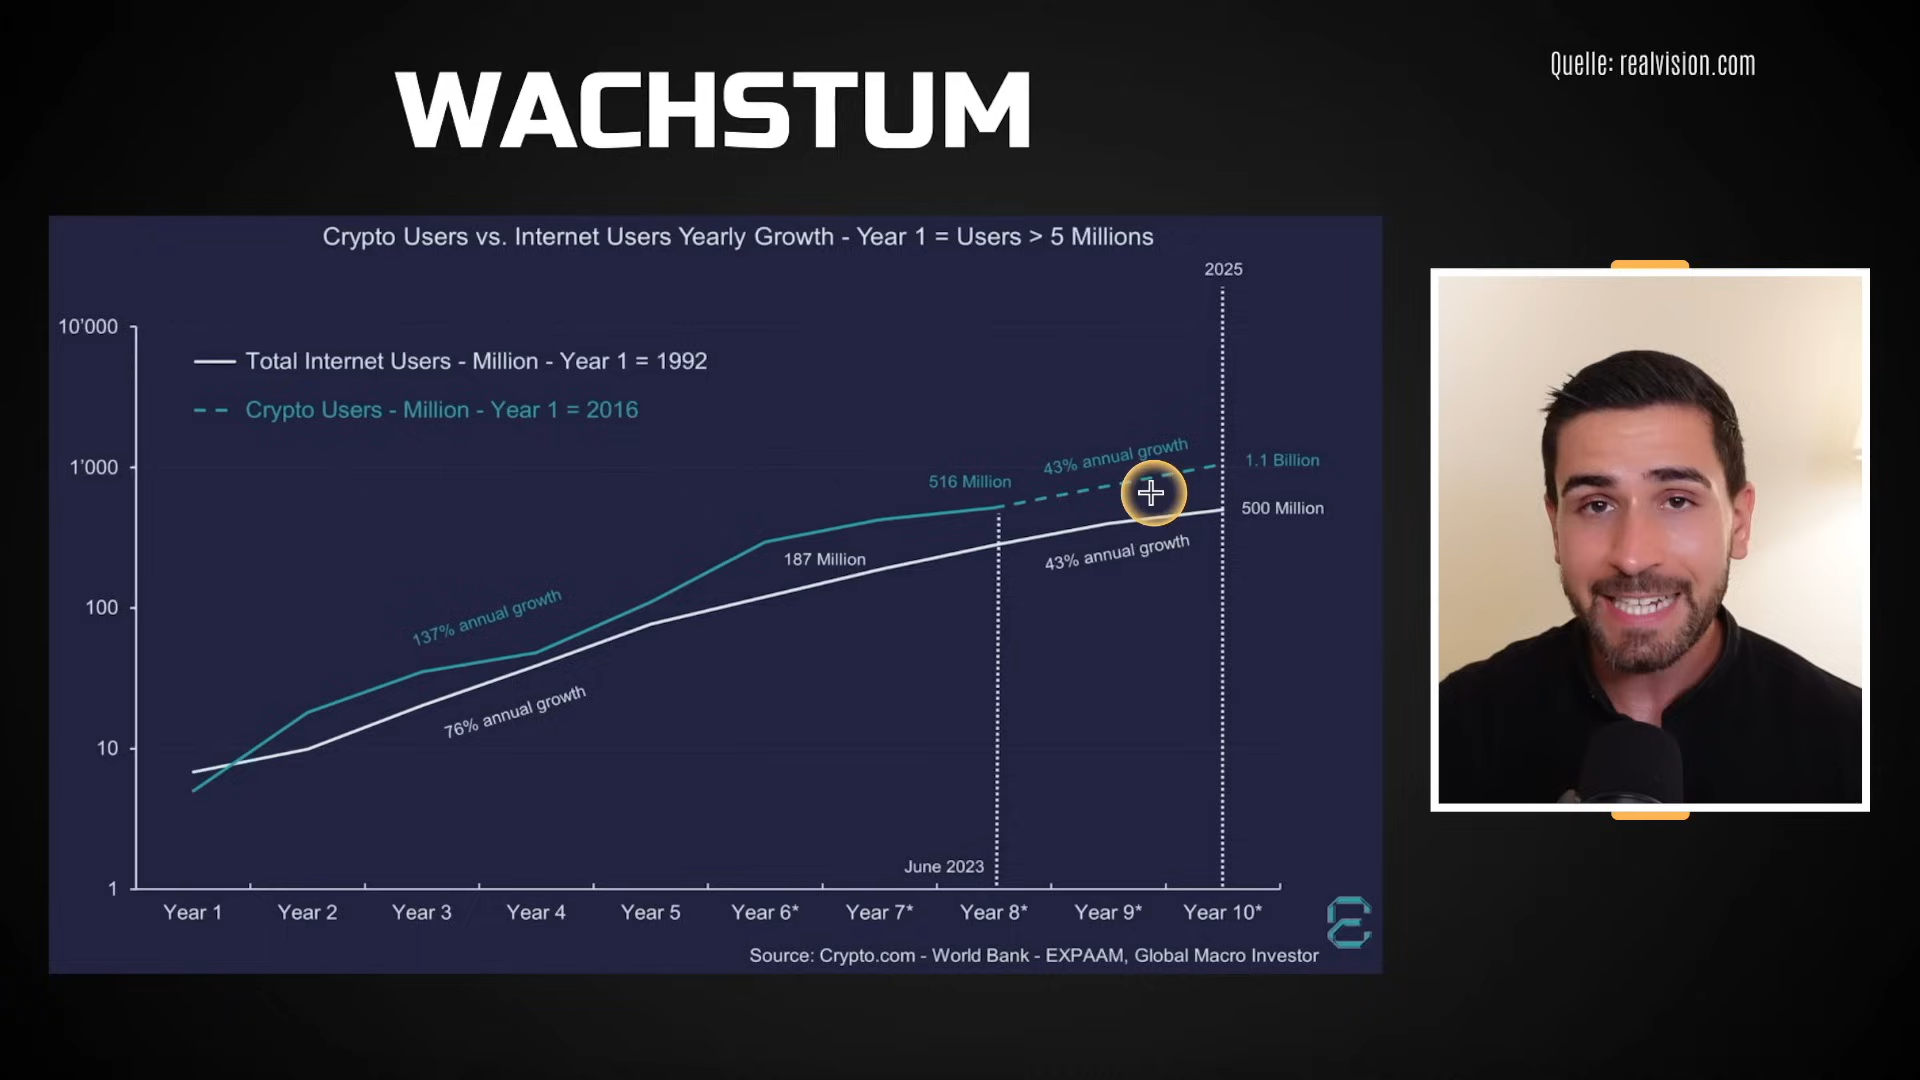 WACHSTUM
Quelle: realvision.com
Crypto Users vs. Internet Users Yearly Growth - Year 1 = Users > 5 Millions
2025
10'000
Total Internet Users - Million - Year 1 = 1992
Crypto Users - Million - Year 1 = 2016
1'000
516 Million
43% annual growth
1.1 Billion
500 Million
187 Million
43% annual growth
100
137% annual growth
76% annual growth
10
June 2023
1
Year 1 Year 2 Year 3 Year 4 Year 5 Year 6* Year 7* Year 8* Year 9* Year 10*
Source: Crypto.com - World Bank - EXPAAM, Global Macro Investor